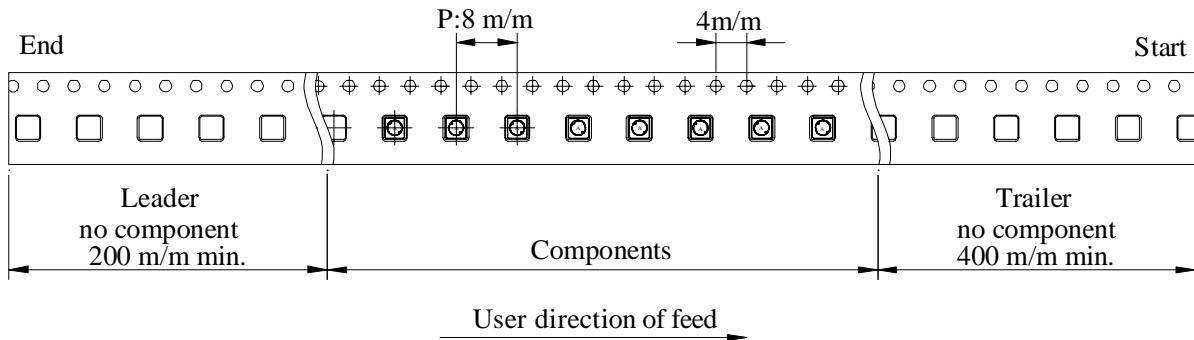 P:8 m/m
4m/m
End
Start
Leader
no component
200 m/m min.
Components
Trailer
no component
400 m/m min.
User direction of feed